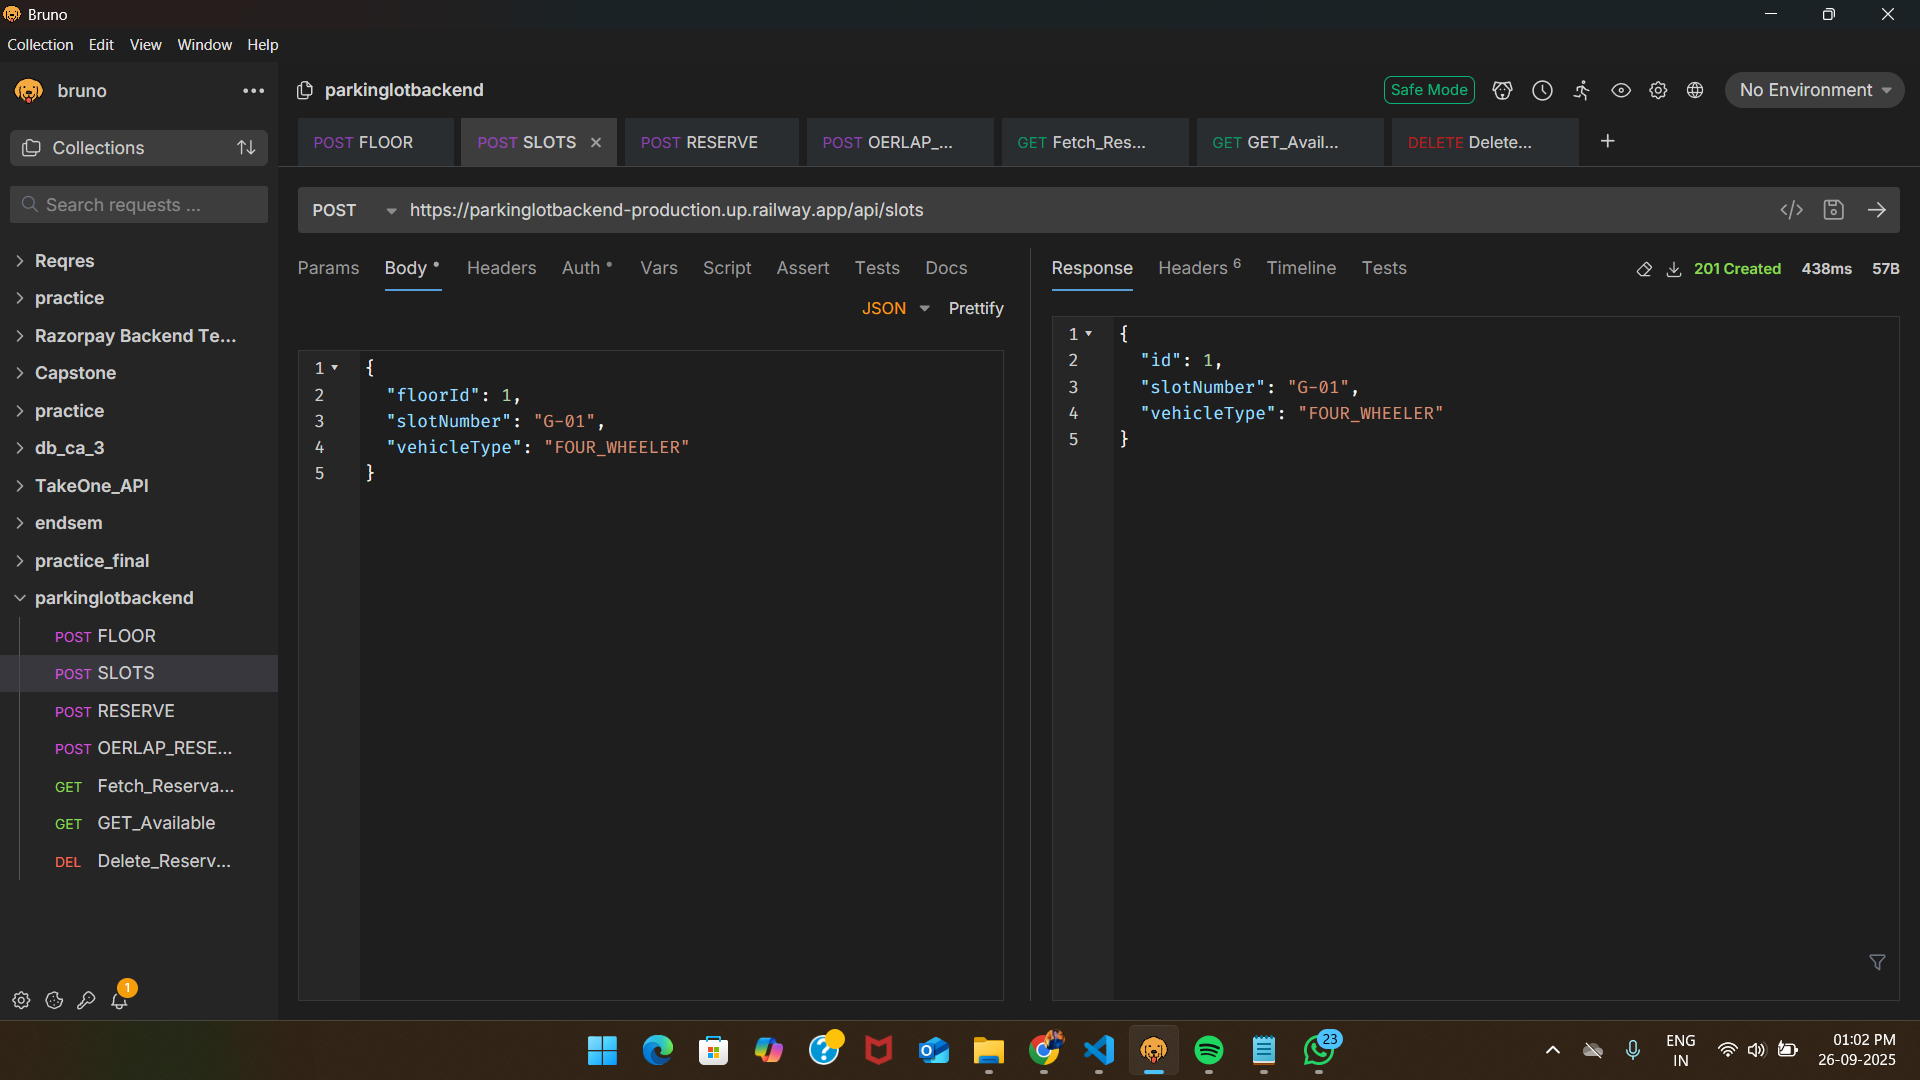 Bruno
Collection Edit View Window Help
bruno
Collections
Search requests ...
Reqres
practice
Razorpay Backend Te...
Capstone
practice
db_ca_3
TakeOne_API
endsem
practice_final
parkinglotbackend
POST FLOOR
POST SLOTS
POST RESERVE
POST OERLAP_RESE...
GET Fetch_Reserva...
GET GET_Available
DEL Delete_Reserv...
1
parkinglotbackend
Safe Mode
No Environment
POST FLOOR
POST SLOTS
POST RESERVE
POST OERLAP_...
GET Fetch_Res...
GET GET_Avail...
DELETE Delete...
POST https://parkinglotbackend-production.up.railway.app/api/slots
Params Body Headers Auth Vars Script Assert Tests Docs
JSON Prettify
1 {
2 "floorId": 1,
3 "slotNumber": "G-01",
4 "vehicleType": "FOUR_WHEELER"
5 }
Response Headers 6 Timeline Tests
201 Created 438ms 57B
1 {
2 "id": 1,
3 "slotNumber": "G-01",
4 "vehicleType": "FOUR_WHEELER"
5 }
23
ENG
IN
01:02 PM
26-09-2025